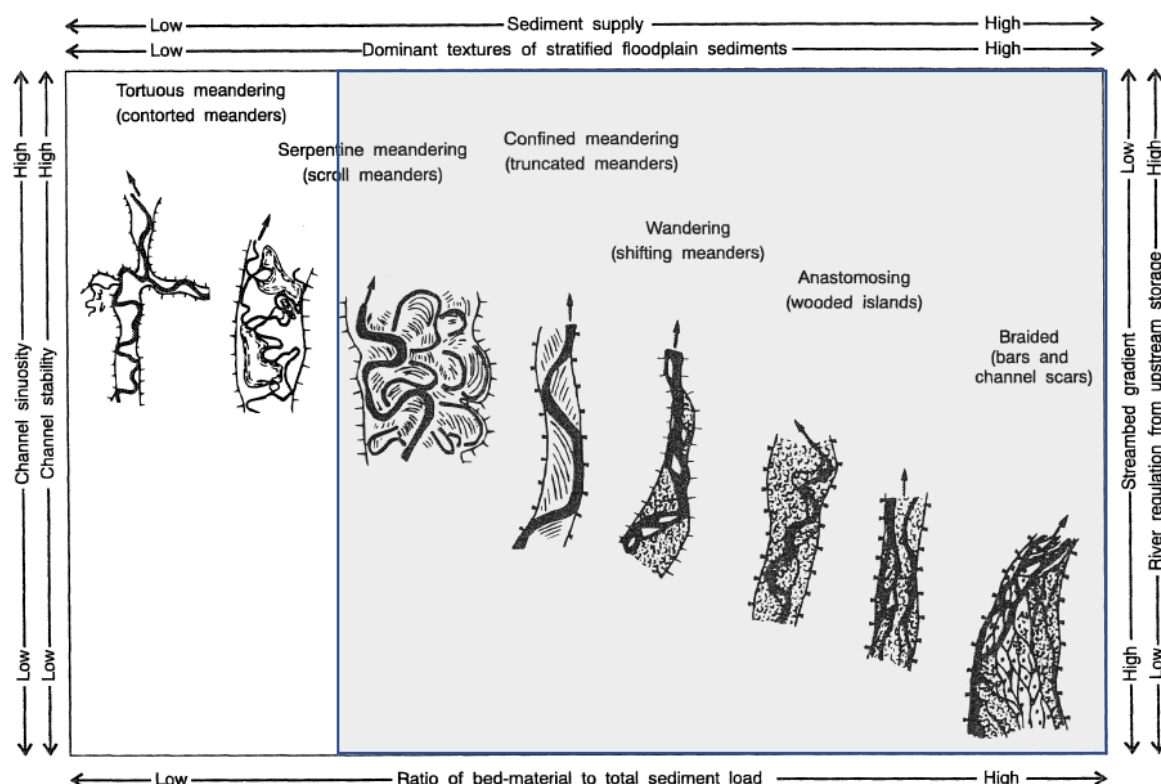 Low Sediment supply High
Low Dominant textures of stratified floodplain sediments High
Tortuous meandering
(contorted meanders)
Serpentine meandering
(scroll meanders)
Confined meandering
(truncated meanders)
Wandering
(shifting meanders)
Anastomosing
(wooded islands)
Braided
(bars and
channel scars)
High Channel sinuosity Low
High Channel stability Low
Low Streambed gradient High
High River regulation from upstream storage Low
Low Ratio of bed-material to total sediment load High